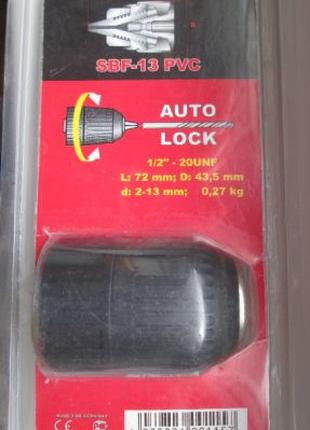 SBF-13 PVC
AUTO
LOCK
1/2" - 20UNF
L: 72 mm; D: 43,5 mm
d: 2-13 mm; 0,27 kg